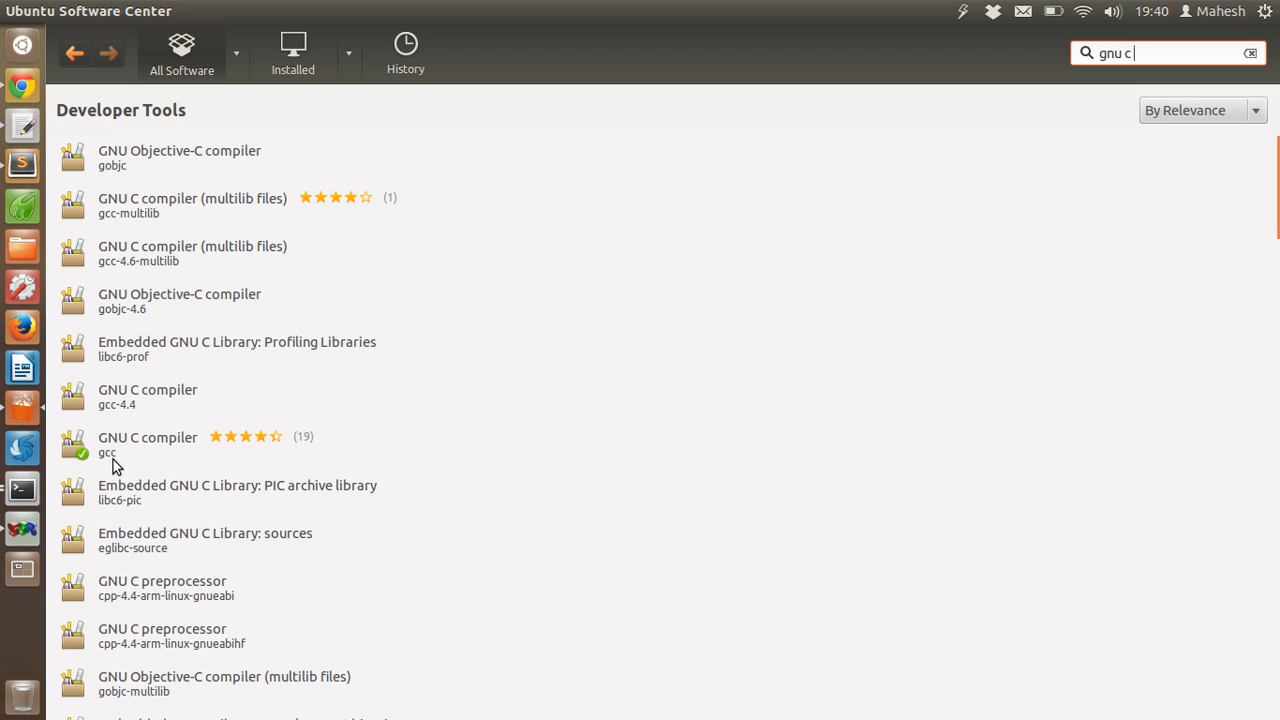 Ubuntu Software Center
19:40 Mahesh
All Software
Installed
History
gnu c
Developer Tools
By Relevance
GNU Objective-C compiler
gobjc
GNU C compiler (multilib files) (1)
gcc-multilib
GNU C compiler (multilib files)
gcc-4.6-multilib
GNU Objective-C compiler
gobjc-4.6
Embedded GNU C Library: Profiling Libraries
libc6-prof
GNU C compiler
gcc-4.4
GNU C compiler (19)
gcc
Embedded GNU C Library: PIC archive library
libc6-pic
Embedded GNU C Library: sources
eglibc-source
GNU C preprocessor
cpp-4.4-arm-linux-gnueabi
GNU C preprocessor
cpp-4.4-arm-linux-gnueabihf
GNU Objective-C compiler (multilib files)
gobjc-multilib